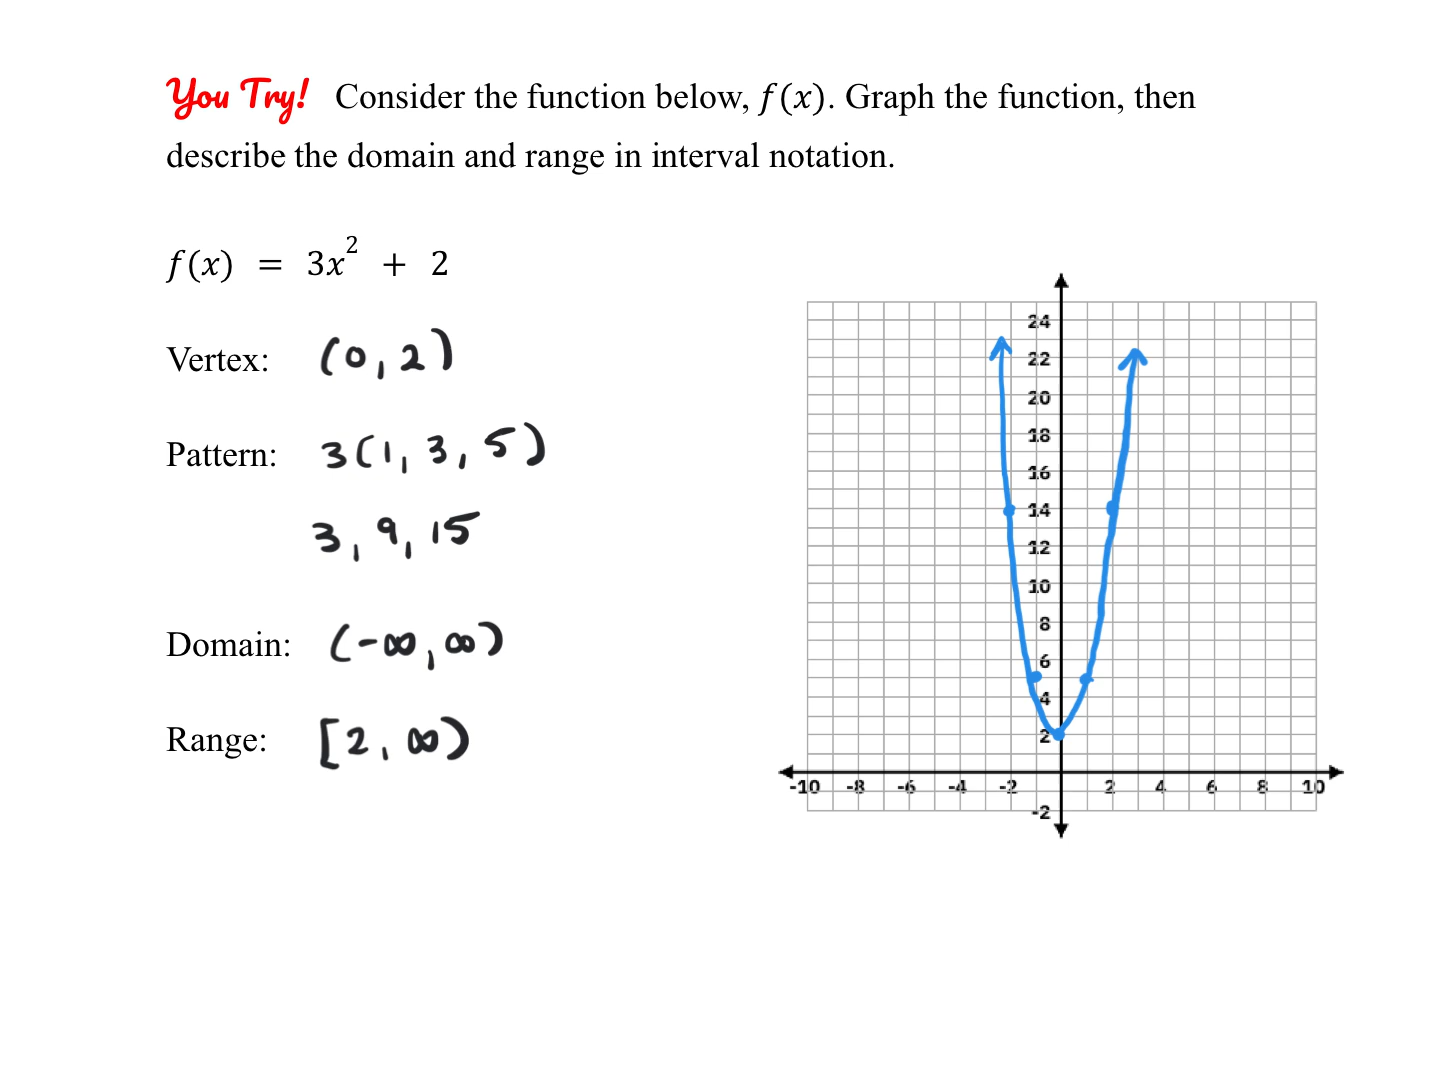 You Try! Consider the function below, f(x). Graph the function, then
describe the domain and range in interval notation.
f(x) = 3x² + 2
Vertex: (0, 2)
Pattern: 3(1, 3, 5)
3, 9, 15
Domain: (-∞, ∞)
Range: [2, ∞)
24
22
20
18
16
14
12
10
8
6
4
2
-10 -8 -6 -4 -2 2 4 6 8 10
-2